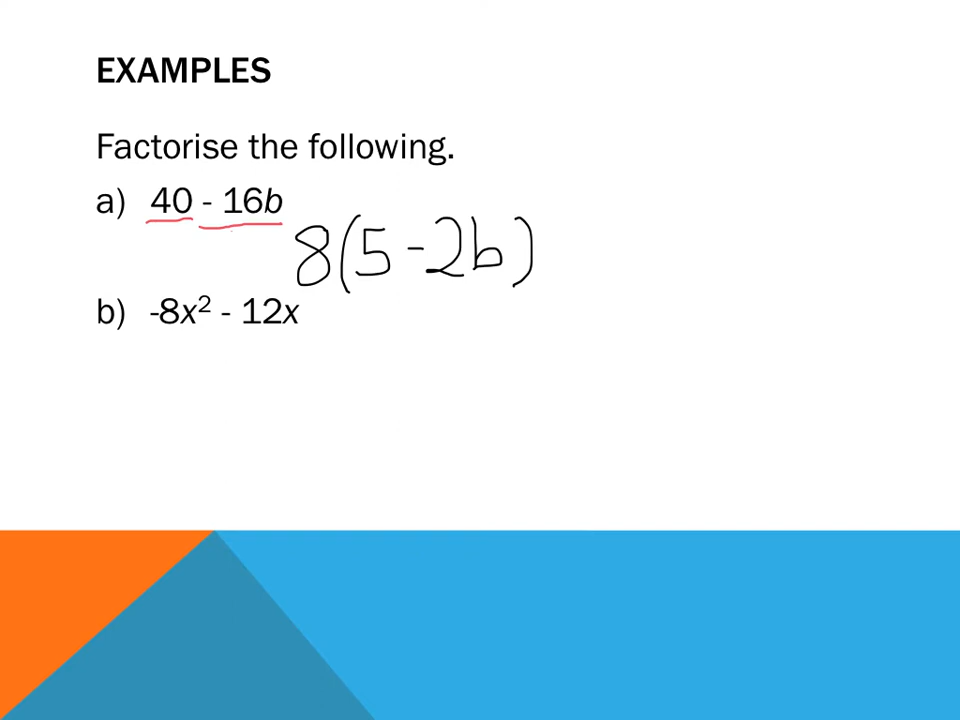 EXAMPLES
Factorise the following.
a) 40 - 16b
8(5 - 2b)
b) -8x² - 12x